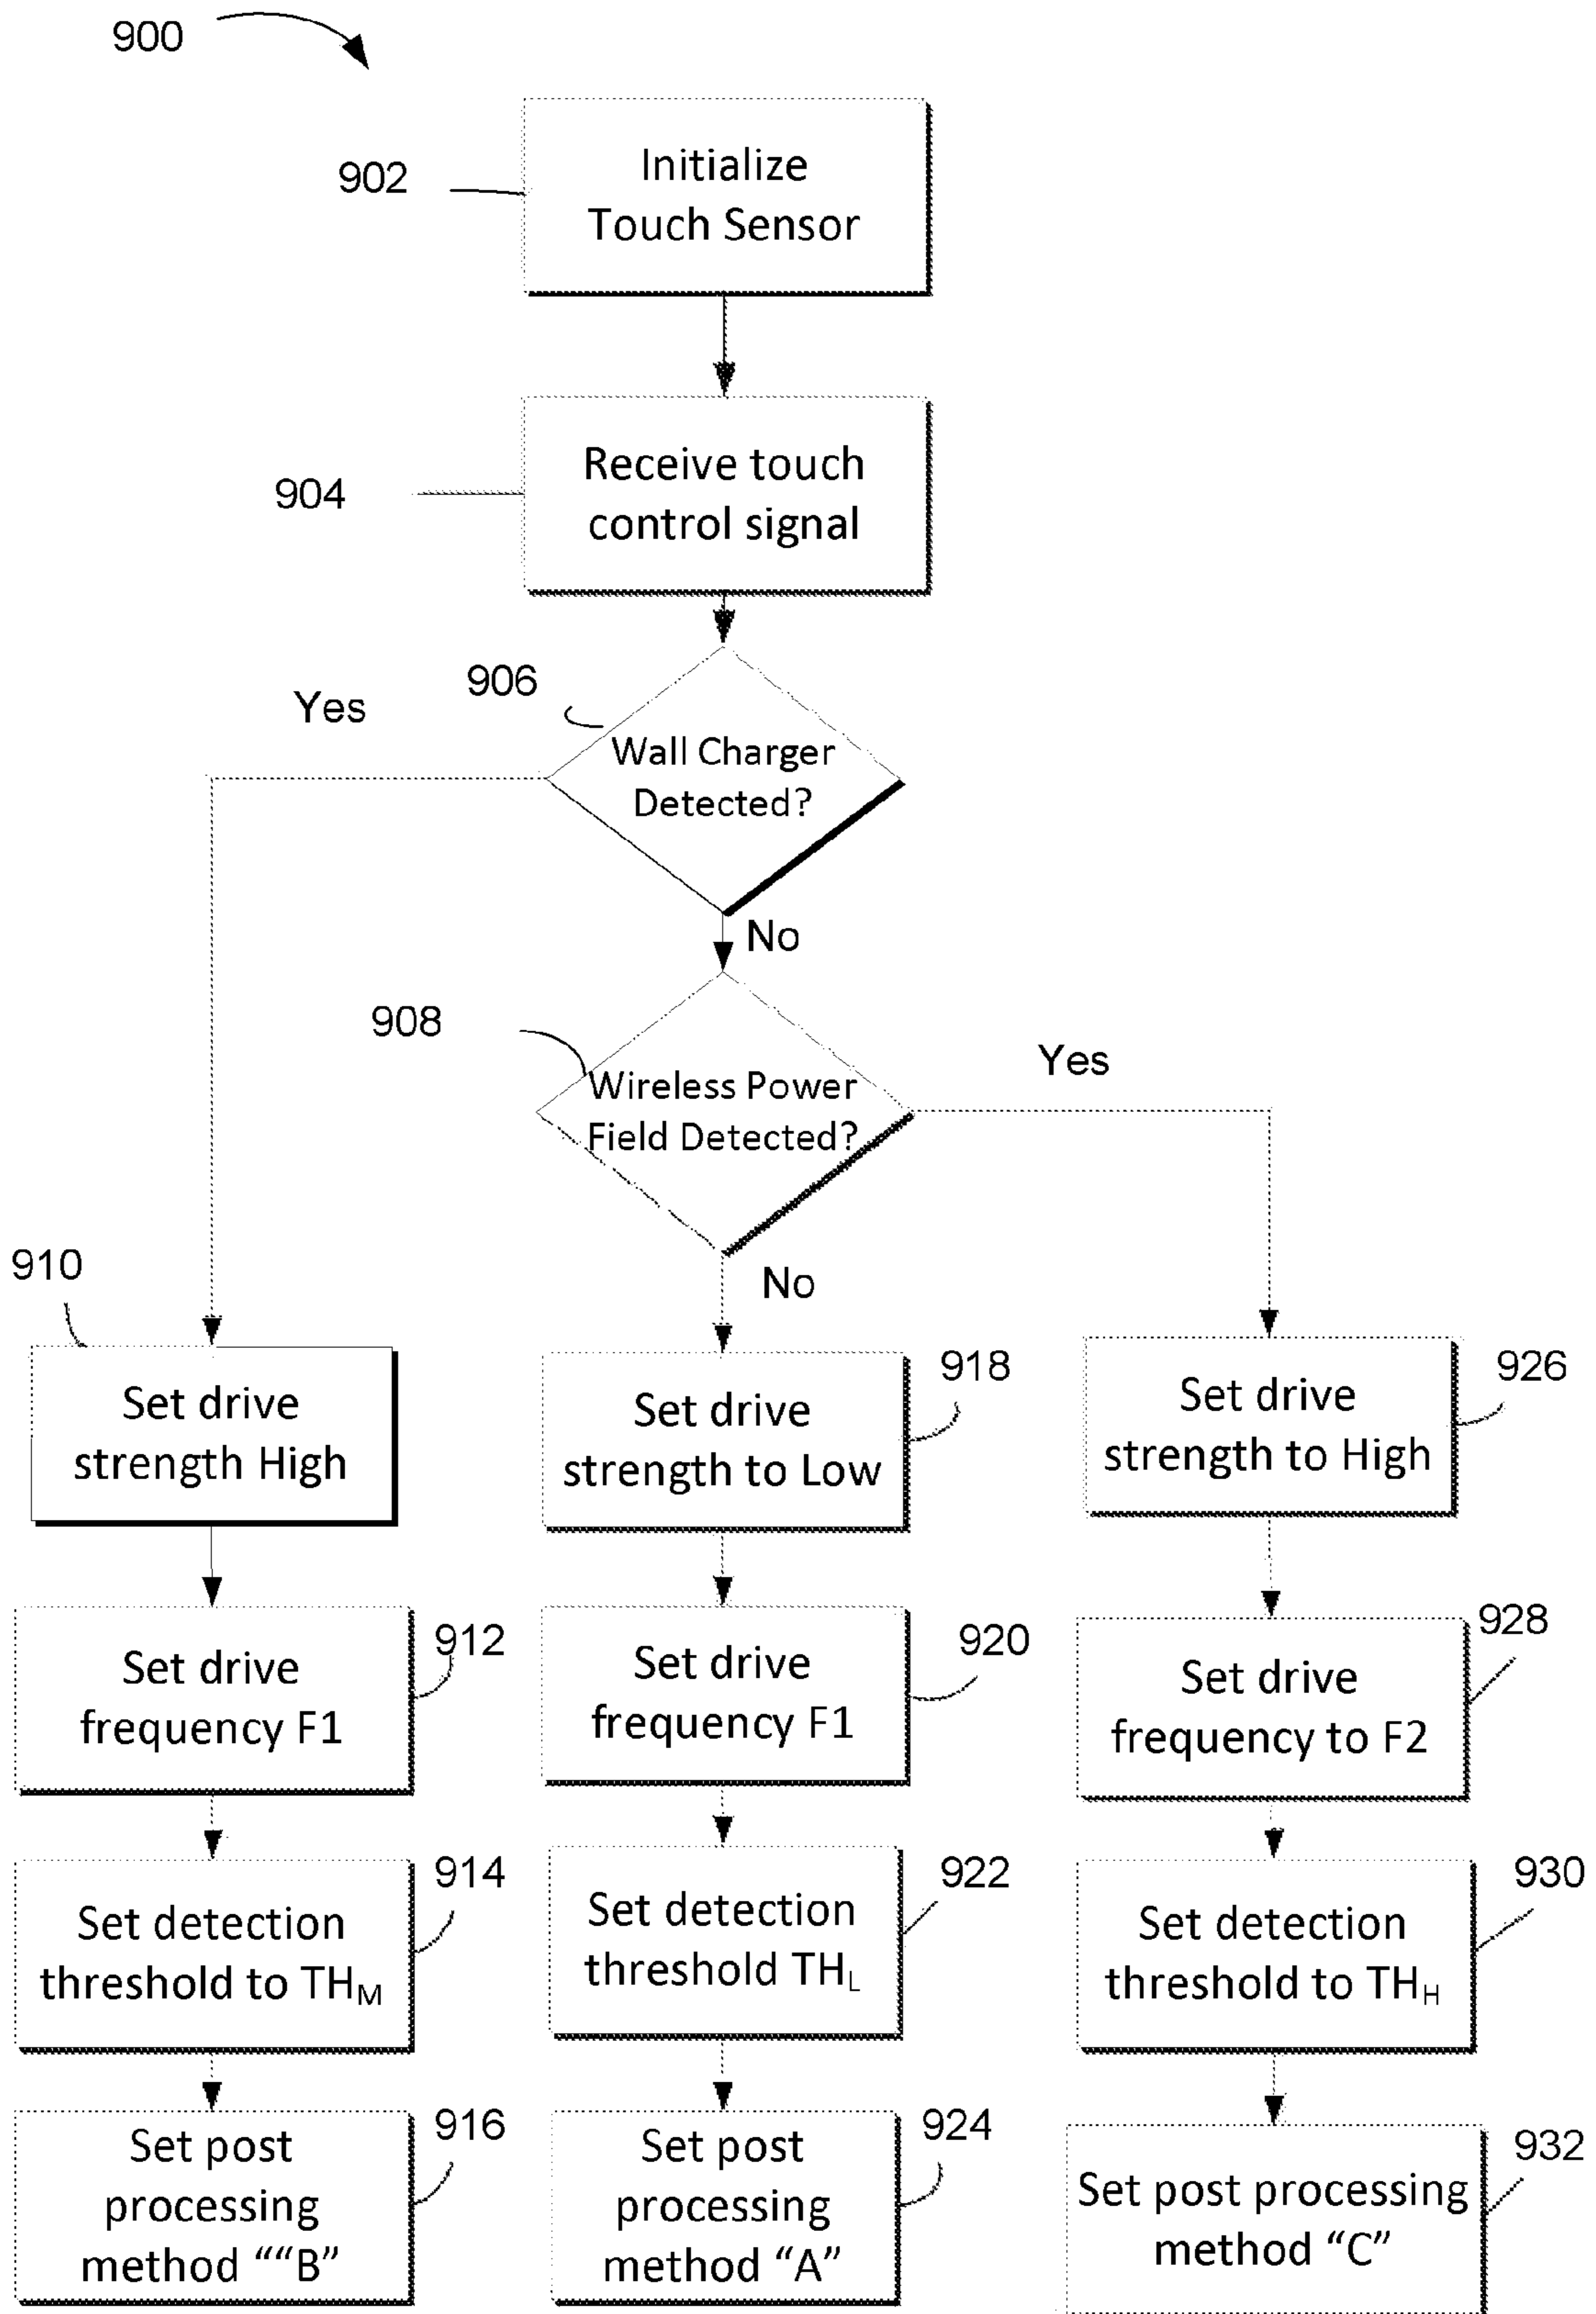 900
902
Initialize
Touch Sensor
904
Receive touch
control signal
906
Yes
Wall Charger
Detected?
No
908
Wireless Power
Field Detected?
Yes
No
910
Set drive
strength High
918
Set drive
strength to Low
926
Set drive
strength to High
912
Set drive
frequency F1
920
Set drive
frequency F1
928
Set drive
frequency to F2
914
Set detection
threshold to TH_M
922
Set detection
threshold TH_L
930
Set detection
threshold to TH_H
916
Set post
processing
method ““B”
924
Set post
processing
method “A”
932
Set post processing
method “C”